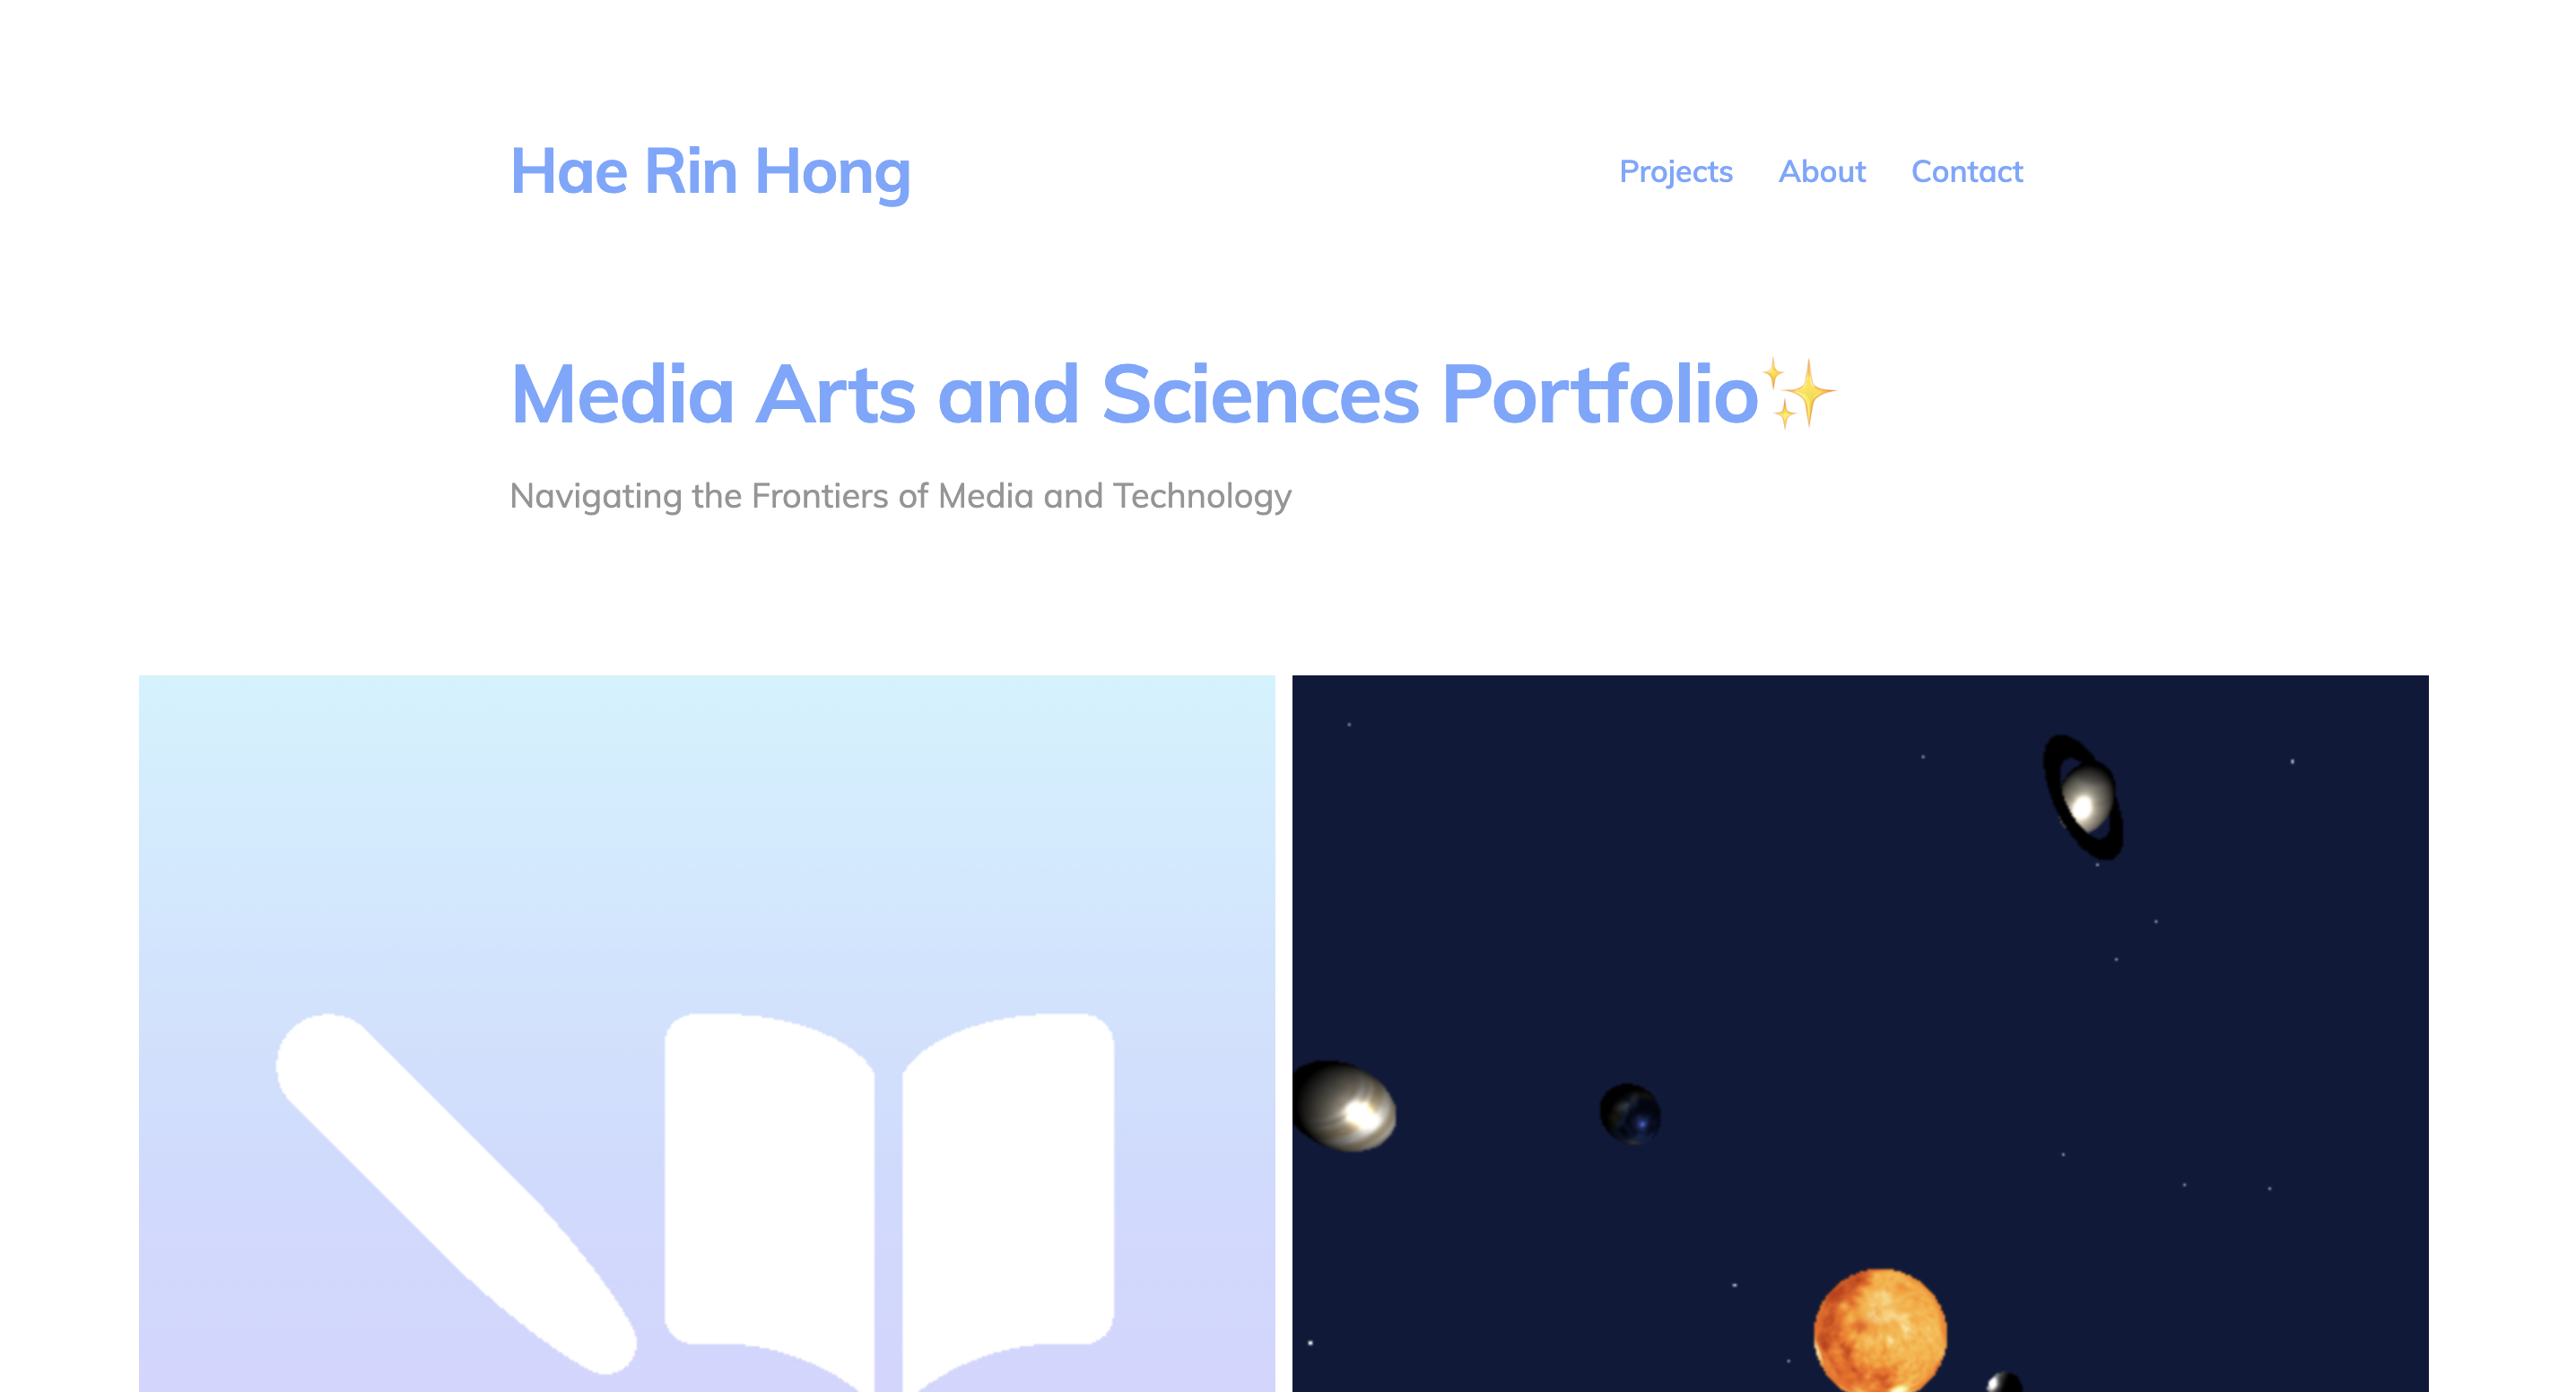 Hae Rin Hong
Projects About Contact
Media Arts and Sciences Portfolio✨
Navigating the Frontiers of Media and Technology